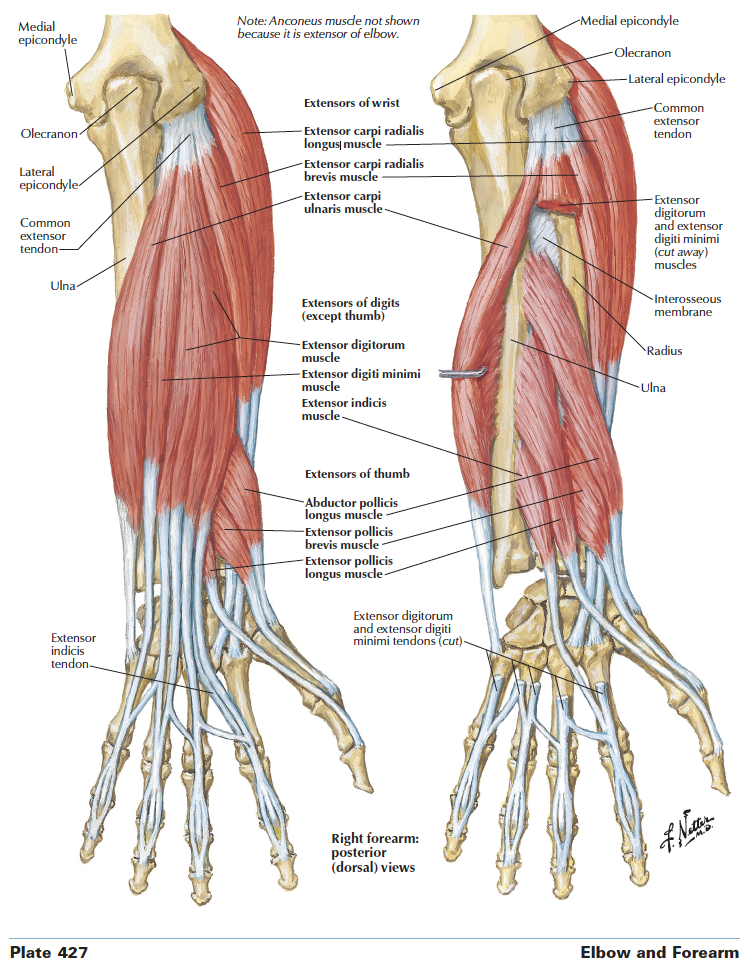 Medial
epicondyle
Note: Anconeus muscle not shown
because it is extensor of elbow.
Medial epicondyle
Olecranon
Lateral epicondyle
Common
extensor
tendon
Extensors of wrist
Extensor carpi radialis
longus muscle
Extensor carpi radialis
brevis muscle
Extensor carpi
ulnaris muscle
Olecranon
Lateral
epicondyle
Common
extensor
tendon
Ulna
Extensor
digitorum
and extensor
digiti minimi
(cut away)
muscles
Interosseous
membrane
Radius
Ulna
Extensors of digits
(except thumb)
Extensor digitorum
muscle
Extensor digiti minimi
muscle
Extensor indicis
muscle
Extensors of thumb
Abductor pollicis
longus muscle
Extensor pollicis
brevis muscle
Extensor pollicis
longus muscle
Extensor digitorum
and extensor digiti
minimi tendons (cut)
Extensor
indicis
tendon
Right forearm:
posterior
(dorsal) views
F. Netter
M.D.
Plate 427
Elbow and Forearm